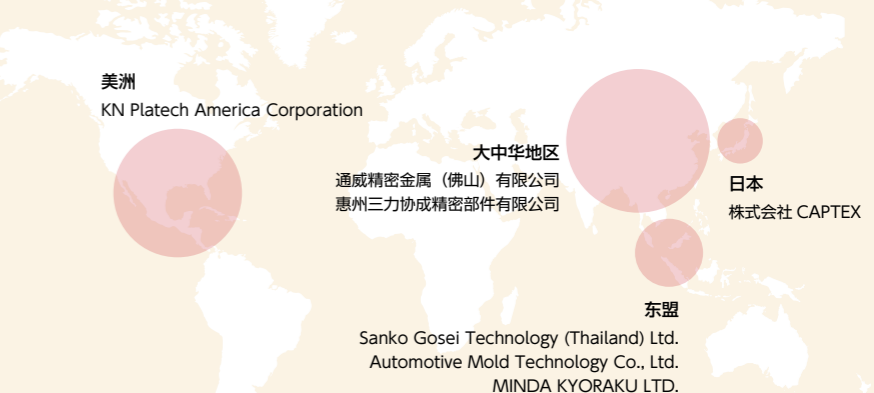 美洲
KN Platech America Corporation
大中华地区
通威精密金属（佛山）有限公司
惠州三力协成精密部件有限公司
日本
株式会社 CAPTEX
东盟
Sanko Gosei Technology (Thailand) Ltd.
Automotive Mold Technology Co., Ltd.
MINDA KYORAKU LTD.